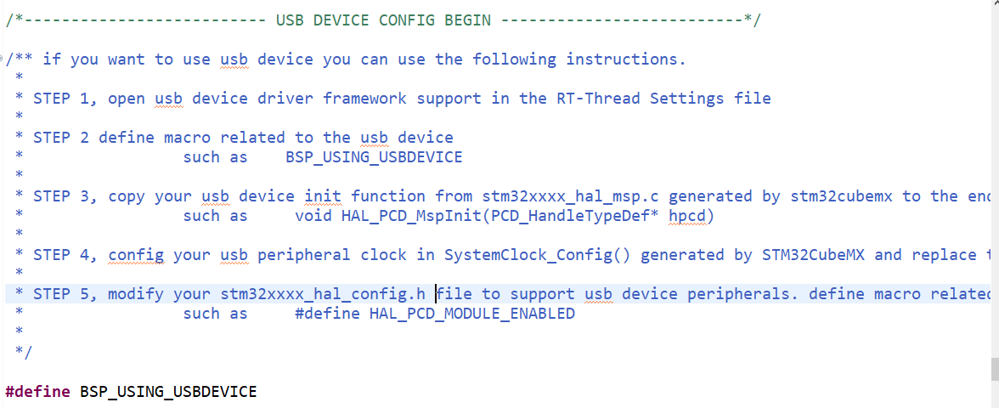 /*-------------------------- USB DEVICE CONFIG BEGIN --------------------------*/
/** if you want to use usb device you can use the following instructions.
*
* STEP 1, open usb device driver framework support in the RT-Thread Settings file
*
* STEP 2 define macro related to the usb device
* such as BSP_USING_USBDEVICE
*
* STEP 3, copy your usb device init function from stm32xxxx_hal_msp.c generated by stm32cubemx to the
* such as void HAL_PCD_MspInit(PCD_HandleTypeDef* hpcd)
*
* STEP 4, config your usb peripheral clock in SystemClock_Config() generated by STM32CubeMX and replace
*
* STEP 5, modify your stm32xxxx_hal_config.h file to support usb device peripherals. define macro related
* such as #define HAL_PCD_MODULE_ENABLED
*
*/
#define BSP_USING_USBDEVICE